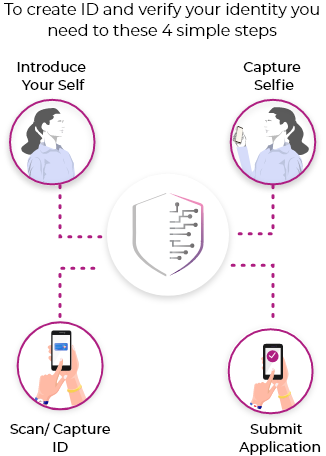 To create ID and verify your identity you
need to these 4 simple steps
Introduce
Your Self
Capture
Selfie
Scan/ Capture
ID
Submit
Application